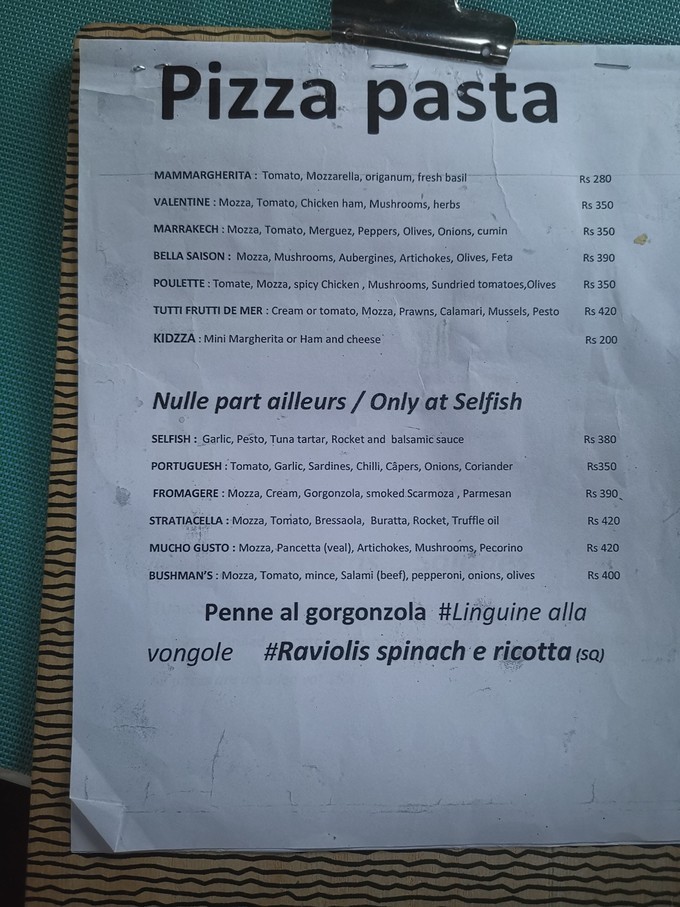 Pizza pasta
MAMMARGHERITA : Tomato, Mozzarella, origanum, fresh basil Rs 280
VALENTINE : Mozza, Tomato, Chicken ham, Mushrooms, herbs Rs 350
MARRAKECH : Mozza, Tomato, Merguez, Peppers, Olives, Onions, cumin Rs 350
BELLA SAISON : Mozza, Mushrooms, Aubergines, Artichokes, Olives, Feta Rs 390
POULETTE : Tomate, Mozza, spicy Chicken , Mushrooms, Sundried tomatoes,Olives Rs 350
TUTTI FRUTTI DE MER : Cream or tomato, Mozza, Prawns, Calamari, Mussels, Pesto Rs 420
KIDZZA : Mini Margherita or Ham and cheese Rs 200
Nulle part ailleurs / Only at Selfish
SELFISH : Garlic, Pesto, Tuna tartar, Rocket and balsamic sauce Rs 380
PORTUGUESH : Tomato, Garlic, Sardines, Chilli, Câpers, Onions, Coriander Rs350
FROMAGERE : Mozza, Cream, Gorgonzola, smoked Scarmoza , Parmesan Rs 390
STRATIACELLA : Mozza, Tomato, Bressaola, Buratta, Rocket, Truffle oil Rs 420
MUCHO GUSTO : Mozza, Pancetta (veal), Artichokes, Mushrooms, Pecorino Rs 420
BUSHMAN'S : Mozza, Tomato, mince, Salami (beef), pepperoni, onions, olives Rs 400
Penne al gorgonzola #Linguine alla
vongole #Raviolis spinach e ricotta (SQ)